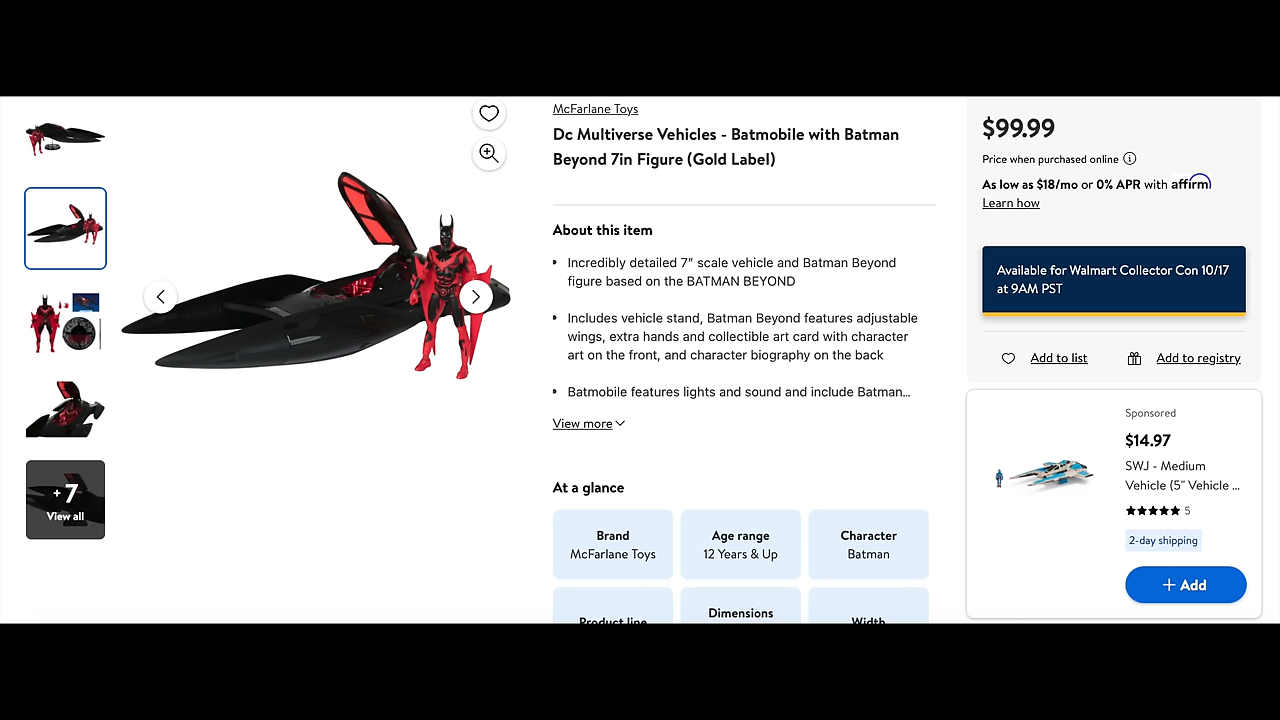 McFarlane Toys
Dc Multiverse Vehicles - Batmobile with Batman
Beyond 7in Figure (Gold Label)
About this item
• Incredibly detailed 7” scale vehicle and Batman Beyond
figure based on the BATMAN BEYOND
• Includes vehicle stand, Batman Beyond features adjustable
wings, extra hands and collectible art card with character
art on the front, and character biography on the back
• Batmobile features lights and sound and include Batman...
View more
At a glance
Brand
McFarlane Toys
Age range
12 Years & Up
Character
Batman
Product line
Dimensions
Width
+7
View all
$99.99
Price when purchased online
As low as $18/mo or 0% APR with affirm
Learn how
Available for Walmart Collector Con 10/17
at 9AM PST
Add to list
Add to registry
Sponsored
$14.97
SWJ - Medium
Vehicle (5" Vehicle ...
5
2-day shipping
+ Add